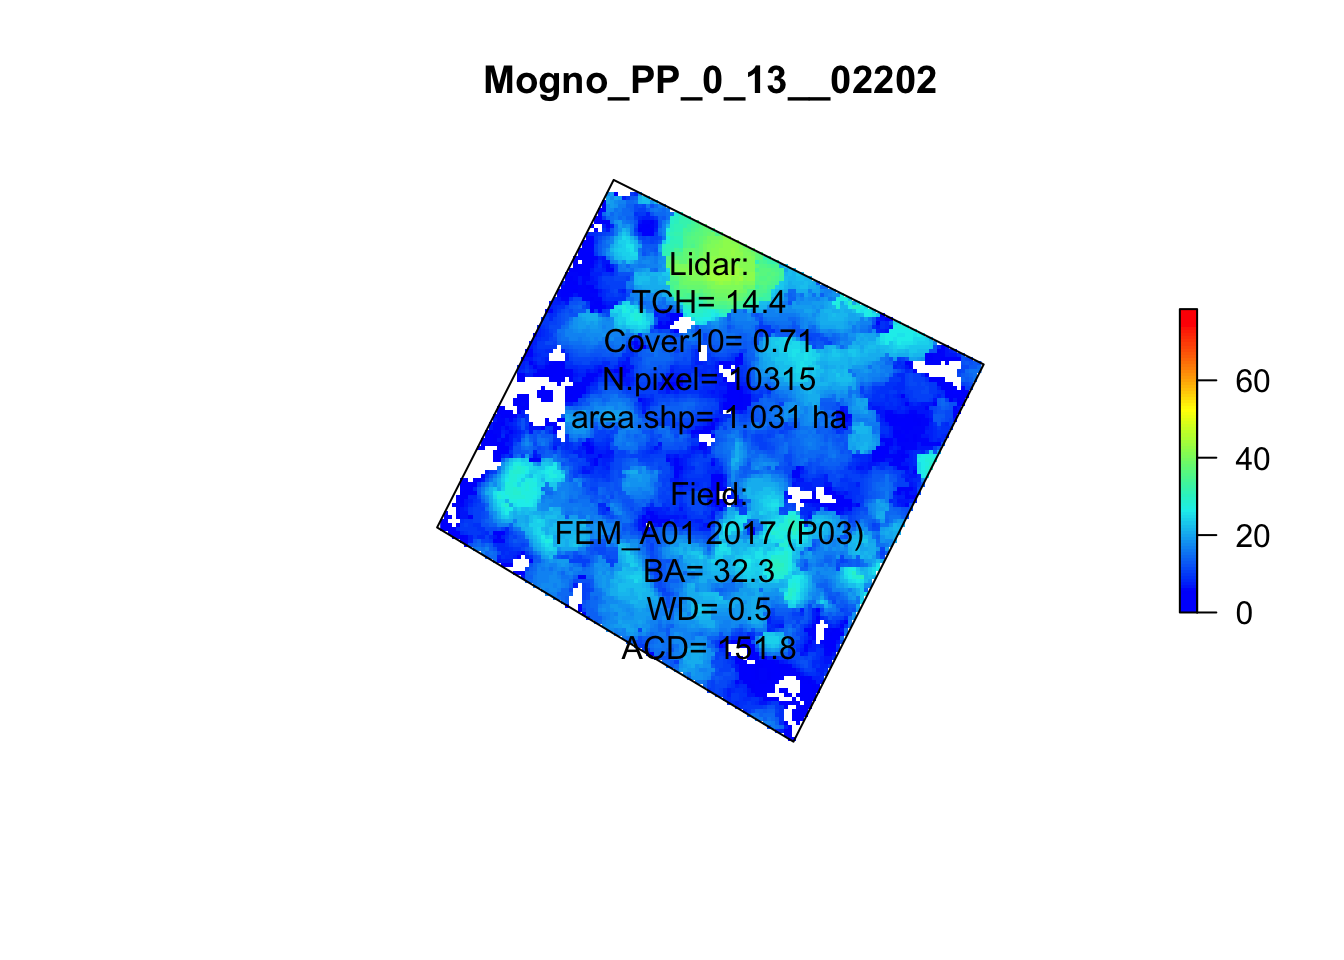 Mogno_PP_0_13__02202
Lidar:
TCH= 14.4
Cover10= 0.71
N.pixel= 10315
area.shp= 1.031 ha
Field:
FEM_A01 2017 (P03)
BA= 32.3
WD= 0.5
ACD= 151.8
60
40
20
0